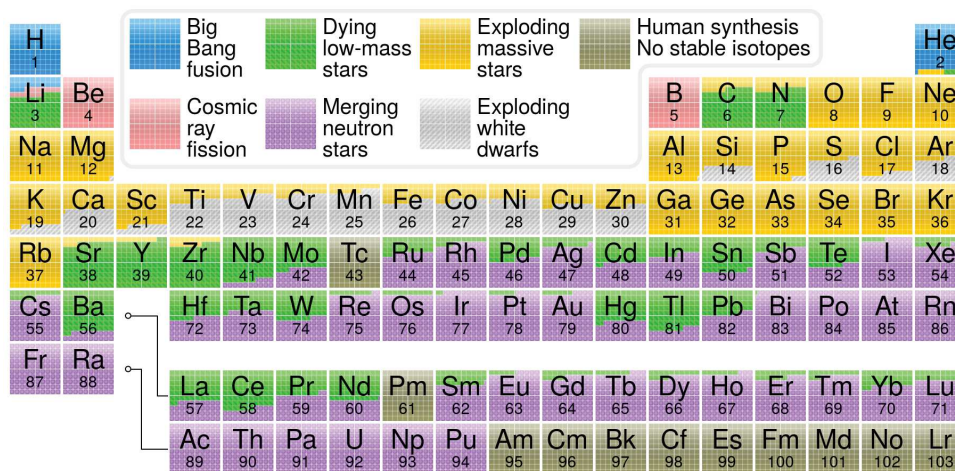 H
1
Big
Bang
fusion
Dying
low-mass
stars
Exploding
massive
stars
Human synthesis
No stable isotopes
He
2
Li
3
Be
4
Cosmic
ray
fission
Merging
neutron
stars
Exploding
white
dwarfs
B C N O F Ne
5 6 7 8 9 10
Na Mg Al Si P S Cl Ar
11 12 13 14 15 16 17 18
K Ca Sc Ti V Cr Mn Fe Co Ni Cu Zn Ga Ge As Se Br Kr
19 20 21 22 23 24 25 26 27 28 29 30 31 32 33 34 35 36
Rb Sr Y Zr Nb Mo Tc Ru Rh Pd Ag Cd In Sn Sb Te I Xe
37 38 39 40 41 42 43 44 45 46 47 48 49 50 51 52 53 54
Cs Ba Hf Ta W Re Os Ir Pt Au Hg Tl Pb Bi Po At Rn
55 56 72 73 74 75 76 77 78 79 80 81 82 83 84 85 86
Fr Ra
87 88
La Ce Pr Nd Pm Sm Eu Gd Tb Dy Ho Er Tm Yb Lu
57 58 59 60 61 62 63 64 65 66 67 68 69 70 71
Ac Th Pa U Np Pu Am Cm Bk Cf Es Fm Md No Lr
89 90 91 92 93 94 95 96 97 98 99 100 101 102 103